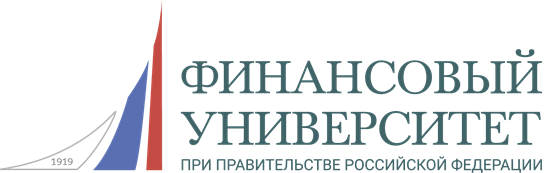 ФИНАНСОВЫЙ
УНИВЕРСИТЕТ
ПРИ ПРАВИТЕЛЬСТВЕ РОССИЙСКОЙ ФЕДЕРАЦИИ
1919